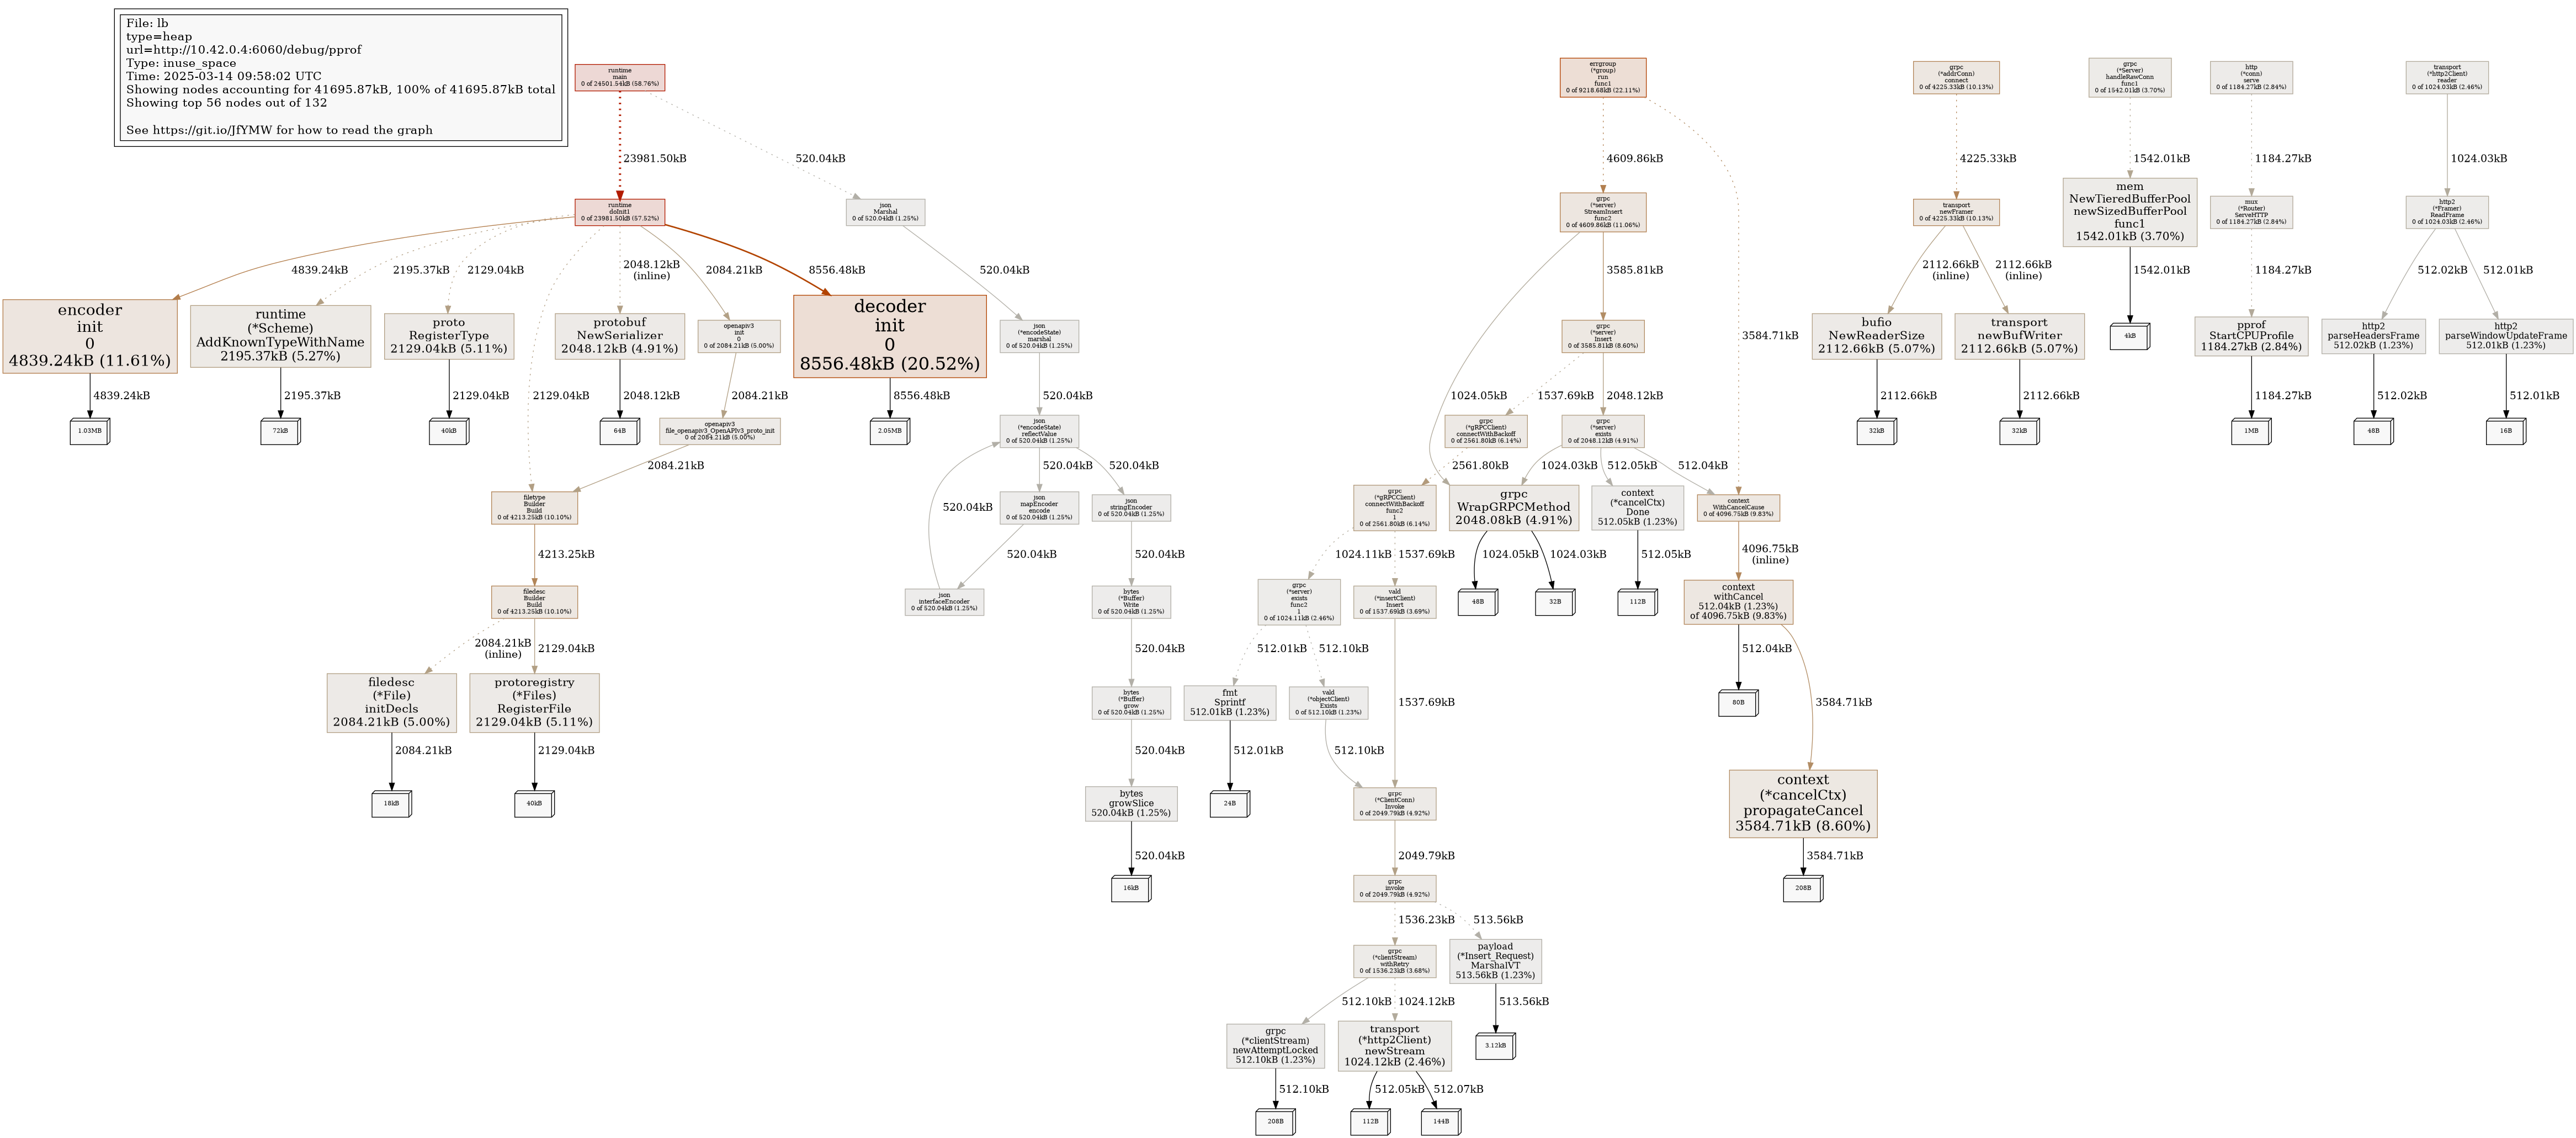 File: lb
type=heap
url=http://10.42.0.4:6060/debug/pprof
Type: inuse_space
Time: 2025-03-14 09:58:02 UTC
Showing nodes accounting for 41695.87kB, 100% of 41695.87kB total
Showing top 56 nodes out of 132
See https://git.io/JfYMW for how to read the graph
runtime
main
0 of 24501.54kB (58.76%)
errgroup
(*group)
run
func1
0 of 9218.68kB (22.11%)
grpc
(*addrConn)
connect
0 of 4225.33kB (10.13%)
grpc
(*Server)
handleRawConn
func1
0 of 1542.01kB (3.70%)
http
(*conn)
serve
0 of 1184.27kB (2.84%)
transport
(*http2Client)
reader
0 of 1024.03kB (2.46%)
23981.50kB
520.04kB
4609.86kB
4225.33kB
1542.01kB
1184.27kB
1024.03kB
runtime
doInit1
0 of 23981.50kB (57.52%)
json
Marshal
0 of 520.04kB (1.25%)
grpc
(*server)
StreamInsert
func2
0 of 4609.86kB (11.06%)
transport
newFramer
0 of 4225.33kB (10.13%)
mem
NewTieredBufferPool
newSizedBufferPool
func1
1542.01kB (3.70%)
mux
(*Router)
ServeHTTP
0 of 1184.27kB (2.84%)
http2
(*Framer)
ReadFrame
0 of 1024.03kB (2.46%)
4839.24kB
2195.37kB
2129.04kB
2048.12kB
(inline)
2084.21kB
8556.48kB
520.04kB
3585.81kB
2112.66kB
(inline)
2112.66kB
(inline)
1542.01kB
1184.27kB
512.02kB
512.01kB
encoder
init
0
4839.24kB (11.61%)
runtime
(*Scheme)
AddKnownTypeWithName
2195.37kB (5.27%)
proto
RegisterType
2129.04kB (5.11%)
protobuf
NewSerializer
2048.12kB (4.91%)
openapiv3
init
0
0 of 2084.21kB (5.00%)
decoder
init
0
8556.48kB (20.52%)
json
(*encodeState)
marshal
0 of 520.04kB (1.25%)
grpc
(*server)
Insert
0 of 3585.81kB (8.60%)
3584.71kB
bufio
NewReaderSize
2112.66kB (5.07%)
transport
newBufWriter
2112.66kB (5.07%)
4kB
pprof
StartCPUProfile
1184.27kB (2.84%)
http2
parseHeadersFrame
512.02kB (1.23%)
http2
parseWindowUpdateFrame
512.01kB (1.23%)
4839.24kB
2195.37kB
2129.04kB
2129.04kB
2048.12kB
2084.21kB
8556.48kB
520.04kB
1024.05kB
1537.69kB
2048.12kB
2112.66kB
2112.66kB
1184.27kB
512.02kB
512.01kB
1.03MB
72kB
40kB
64B
openapiv3
file_openapiv3_OpenAPIv3_proto_init
0 of 2084.21kB (5.00%)
2.05MB
json
(*encodeState)
reflectValue
0 of 520.04kB (1.25%)
grpc
(*gRPCClient)
connectWithBackoff
0 of 2561.80kB (6.14%)
grpc
(*server)
exists
0 of 2048.12kB (4.91%)
32kB
32kB
1MB
48B
16B
2084.21kB
520.04kB
520.04kB
2561.80kB
1024.03kB
512.05kB
512.04kB
filetype
Builder
Build
0 of 4213.25kB (10.10%)
520.04kB
json
mapEncoder
encode
0 of 520.04kB (1.25%)
json
stringEncoder
0 of 520.04kB (1.25%)
grpc
(*gRPCClient)
connectWithBackoff
func2
1
0 of 2561.80kB (6.14%)
grpc
WrapGRPCMethod
2048.08kB (4.91%)
context
(*cancelCtx)
Done
512.05kB (1.23%)
context
WithCancelCause
0 of 4096.75kB (9.83%)
4213.25kB
520.04kB
520.04kB
1024.11kB
1537.69kB
1024.05kB
1024.03kB
512.05kB
4096.75kB
(inline)
filedesc
Builder
Build
0 of 4213.25kB (10.10%)
json
interfaceEncoder
0 of 520.04kB (1.25%)
bytes
(*Buffer)
Write
0 of 520.04kB (1.25%)
grpc
(*server)
exists
func2
1
0 of 1024.11kB (2.46%)
vald
(*insertClient)
Insert
0 of 1537.69kB (3.69%)
48B
32B
112B
context
withCancel
512.04kB (1.23%)
of 4096.75kB (9.83%)
2084.21kB
(inline)
2129.04kB
520.04kB
512.01kB
512.10kB
512.04kB
filedesc
(*File)
initDecls
2084.21kB (5.00%)
protoregistry
(*Files)
RegisterFile
2129.04kB (5.11%)
bytes
(*Buffer)
grow
0 of 520.04kB (1.25%)
fmt
Sprintf
512.01kB (1.23%)
vald
(*objectClient)
Exists
0 of 512.10kB (1.23%)
1537.69kB
80B
3584.71kB
2084.21kB
2129.04kB
520.04kB
512.01kB
512.10kB
18kB
40kB
bytes
growSlice
520.04kB (1.25%)
24B
grpc
(*ClientConn)
Invoke
0 of 2049.79kB (4.92%)
context
(*cancelCtx)
propagateCancel
3584.71kB (8.60%)
520.04kB
2049.79kB
3584.71kB
16kB
grpc
invoke
0 of 2049.79kB (4.92%)
208B
1536.23kB
513.56kB
grpc
(*clientStream)
withRetry
0 of 1536.23kB (3.68%)
payload
(*Insert_Request)
MarshalVT
513.56kB (1.23%)
512.10kB
1024.12kB
513.56kB
grpc
(*clientStream)
newAttemptLocked
512.10kB (1.23%)
transport
(*http2Client)
newStream
1024.12kB (2.46%)
3.12kB
512.10kB
512.05kB
512.07kB
208B
112B
144B